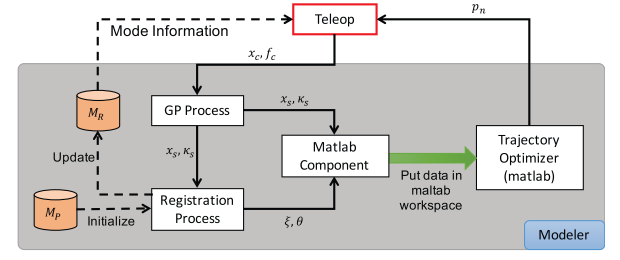 Teleop
p_n
Mode Information
x_c, f_c
M_R
GP Process
x_s, κ_s
x_s, κ_s
Matlab
Component
Trajectory
Optimizer
(matlab)
Update
Put data in
maltab
workspace
M_P
Initialize
Registration
Process
ξ, θ
Modeler